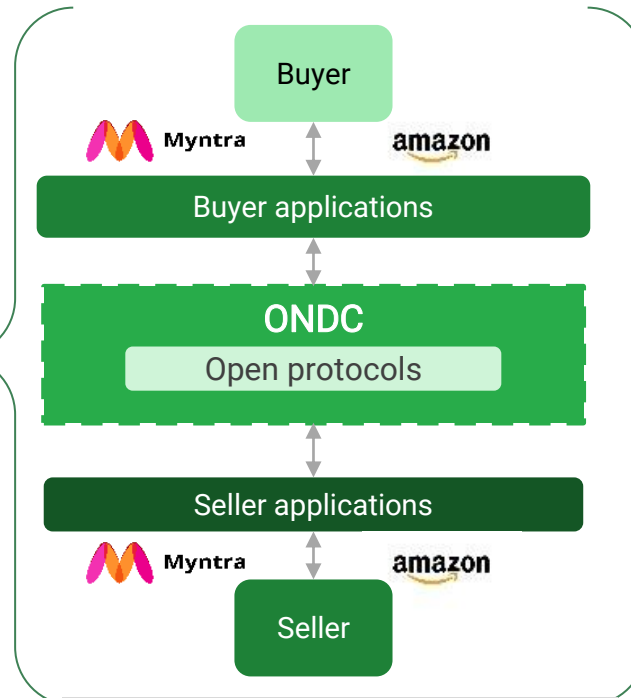 Buyer
Myntra amazon
Buyer applications
ONDC
Open protocols
Seller applications
Myntra amazon
Seller